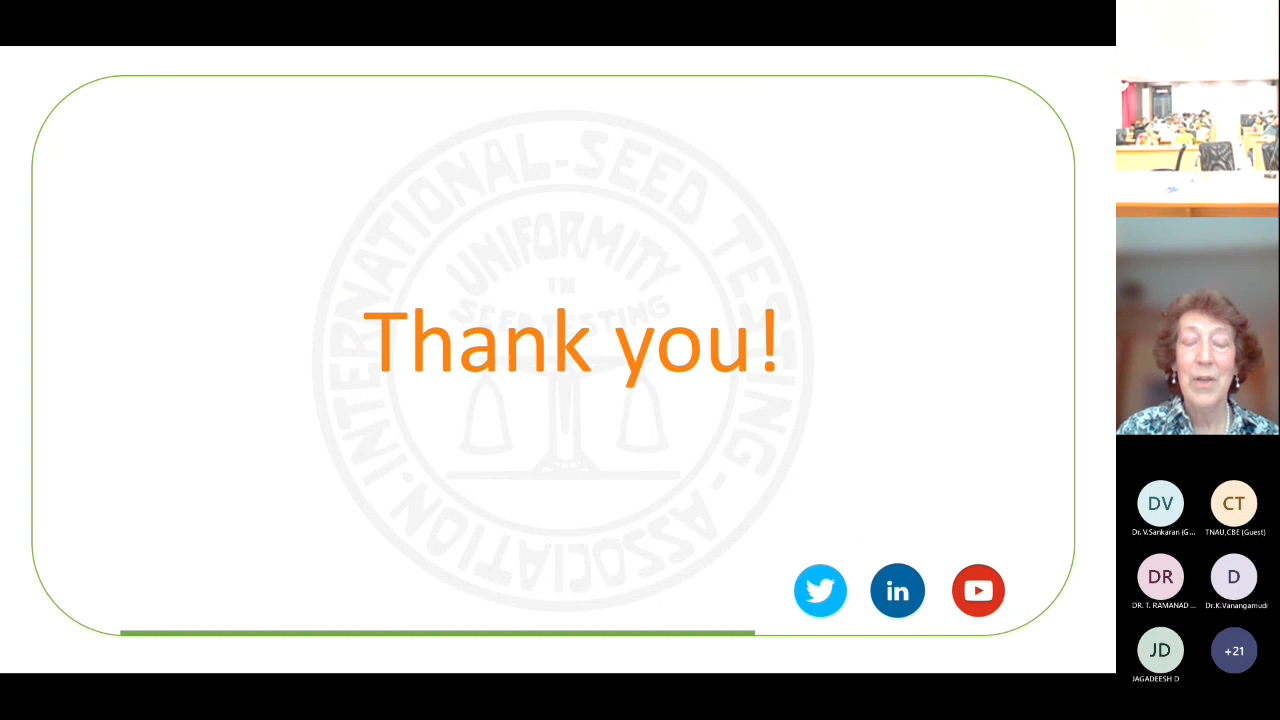 INTERNATIONAL-SEED TESTING-ASSOCIATION.
UNIFORMITY
IN
SEED TESTING
Thank you!
in
DV
CT
Dr. V.Sankaran (G...
TNAU,CBE (Guest)
DR
D
DR. T. RAMANAD ...
Dr.K.Vanangamudi
JD
+21
JAGADEESH D